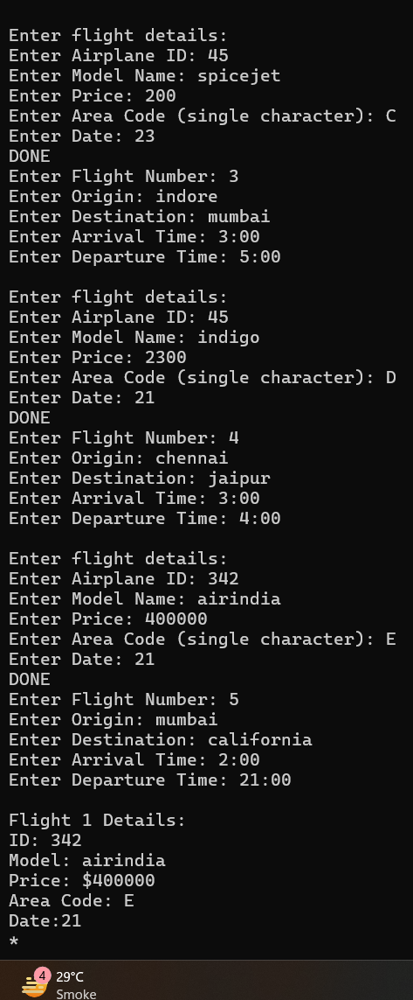 Enter flight details:
Enter Airplane ID: 45
Enter Model Name: spicejet
Enter Price: 200
Enter Area Code (single character): C
Enter Date: 23
DONE
Enter Flight Number: 3
Enter Origin: indore
Enter Destination: mumbai
Enter Arrival Time: 3:00
Enter Departure Time: 5:00

Enter flight details:
Enter Airplane ID: 45
Enter Model Name: indigo
Enter Price: 2300
Enter Area Code (single character): D
Enter Date: 21
DONE
Enter Flight Number: 4
Enter Origin: chennai
Enter Destination: jaipur
Enter Arrival Time: 3:00
Enter Departure Time: 4:00

Enter flight details:
Enter Airplane ID: 342
Enter Model Name: airindia
Enter Price: 400000
Enter Area Code (single character): E
Enter Date: 21
DONE
Enter Flight Number: 5
Enter Origin: mumbai
Enter Destination: california
Enter Arrival Time: 2:00
Enter Departure Time: 21:00

Flight 1 Details:
ID: 342
Model: airindia
Price: $400000
Area Code: E
Date:21
*
4
29°C
Smoke